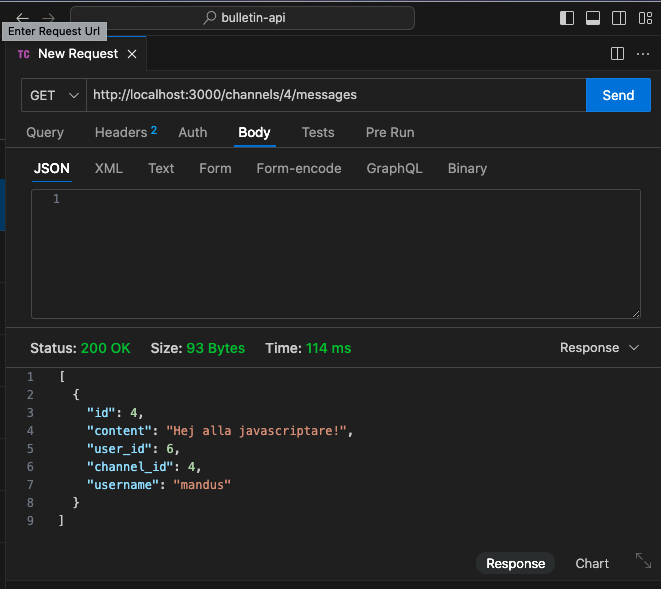 bulletin-api
Enter Request Url
TC New Request
GET http://localhost:3000/channels/4/messages Send
Query Headers 2 Auth Body Tests Pre Run
JSON XML Text Form Form-encode GraphQL Binary
1
Status: 200 OK Size: 93 Bytes Time: 114 ms Response
1 [
2 {
3 "id": 4,
4 "content": "Hej alla javascriptare!",
5 "user_id": 6,
6 "channel_id": 4,
7 "username": "mandus"
8 }
9 ]
Response Chart